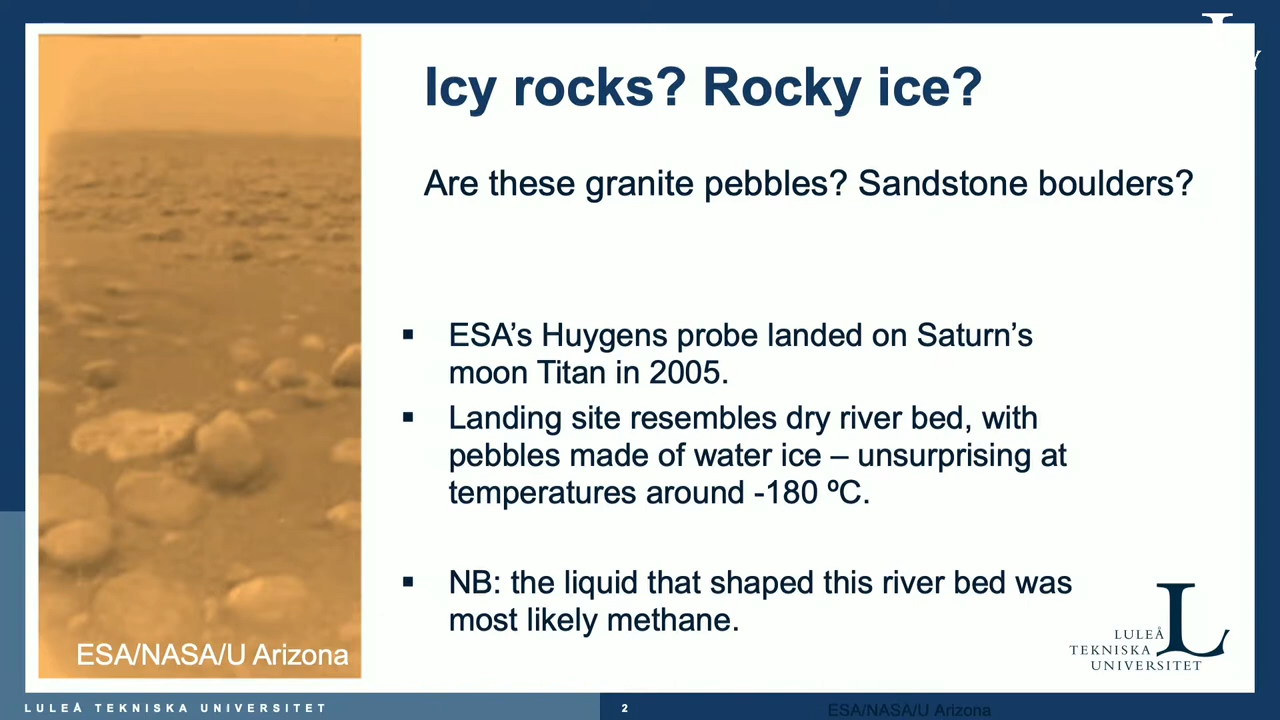 Icy rocks? Rocky ice?
Are these granite pebbles? Sandstone boulders?
▪ ESA’s Huygens probe landed on Saturn’s
moon Titan in 2005.
▪ Landing site resembles dry river bed, with
pebbles made of water ice – unsurprising at
temperatures around -180 ºC.
▪ NB: the liquid that shaped this river bed was
most likely methane.
ESA/NASA/U Arizona
LULEÅ
TEKNISKA
UNIVERSITET
LULEÅ TEKNISKA UNIVERSITET
2
ESA/NASA/U Arizona